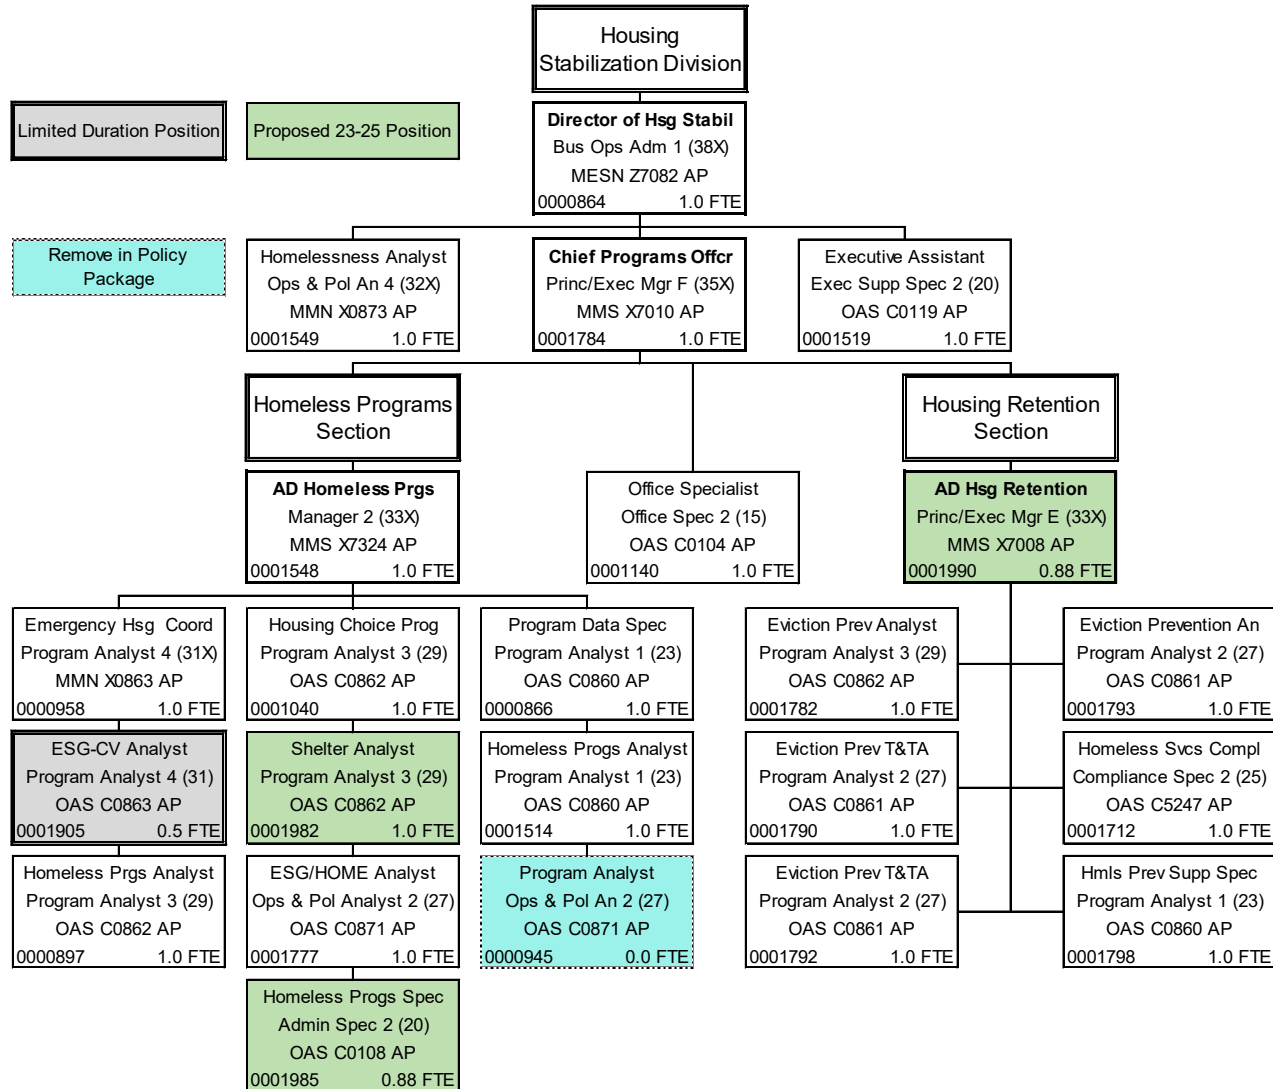 Housing
Stabilization Division
Limited Duration Position
Proposed 23-25 Position
Director of Hsg Stabil
Bus Ops Adm 1 (38X)
MESN Z7082 AP
0000864 1.0 FTE
Remove in Policy
Package
Homelessness Analyst
Ops & Pol An 4 (32X)
MMN X0873 AP
0001549 1.0 FTE
Chief Programs Offcr
Princ/Exec Mgr F (35X)
MMS X7010 AP
0001784 1.0 FTE
Executive Assistant
Exec Supp Spec 2 (20)
OAS C0119 AP
0001519 1.0 FTE
Homeless Programs
Section
Housing Retention
Section
AD Homeless Prgs
Manager 2 (33X)
MMS X7324 AP
0001548 1.0 FTE
Office Specialist
Office Spec 2 (15)
OAS C0104 AP
0001140 1.0 FTE
AD Hsg Retention
Princ/Exec Mgr E (33X)
MMS X7008 AP
0001990 0.88 FTE
Emergency Hsg Coord
Program Analyst 4 (31X)
MMN X0863 AP
0000958 1.0 FTE
Housing Choice Prog
Program Analyst 3 (29)
OAS C0862 AP
0001040 1.0 FTE
Program Data Spec
Program Analyst 1 (23)
OAS C0860 AP
0000866 1.0 FTE
Eviction Prev Analyst
Program Analyst 3 (29)
OAS C0862 AP
0001782 1.0 FTE
Eviction Prevention An
Program Analyst 2 (27)
OAS C0861 AP
0001793 1.0 FTE
ESG-CV Analyst
Program Analyst 4 (31)
OAS C0863 AP
0001905 0.5 FTE
Shelter Analyst
Program Analyst 3 (29)
OAS C0862 AP
0001982 1.0 FTE
Homeless Progs Analyst
Program Analyst 1 (23)
OAS C0860 AP
0001514 1.0 FTE
Eviction Prev T&TA
Program Analyst 2 (27)
OAS C0861 AP
0001790 1.0 FTE
Homeless Svcs Compl
Compliance Spec 2 (25)
OAS C5247 AP
0001712 1.0 FTE
Homeless Prgs Analyst
Program Analyst 3 (29)
OAS C0862 AP
0000897 1.0 FTE
ESG/HOME Analyst
Ops & Pol Analyst 2 (27)
OAS C0871 AP
0001777 1.0 FTE
Program Analyst
Ops & Pol An 2 (27)
OAS C0871 AP
0000945 0.0 FTE
Eviction Prev T&TA
Program Analyst 2 (27)
OAS C0861 AP
0001792 1.0 FTE
Hmls Prev Supp Spec
Program Analyst 1 (23)
OAS C0860 AP
0001798 1.0 FTE
Homeless Progs Spec
Admin Spec 2 (20)
OAS C0108 AP
0001985 0.88 FTE